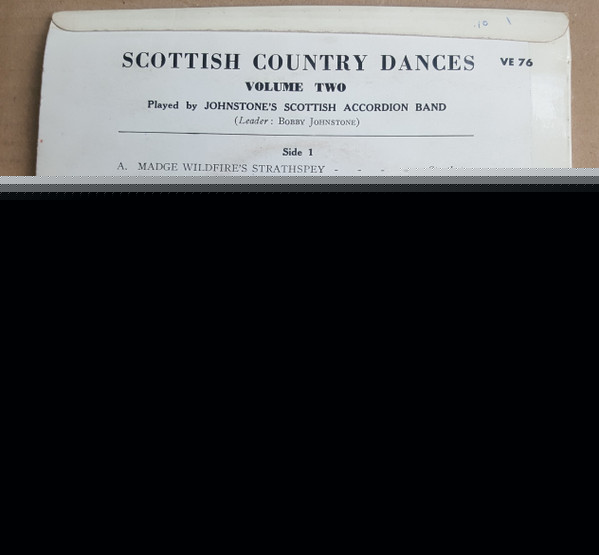 .10 \
SCOTTISH COUNTRY DANCES VE 76
VOLUME TWO
Played by JOHNSTONE'S SCOTTISH ACCORDION BAND
(Leader: BOBBY JOHNSTONE)
Side 1
A. MADGE WILDFIRE'S STRATHSPEY - - -